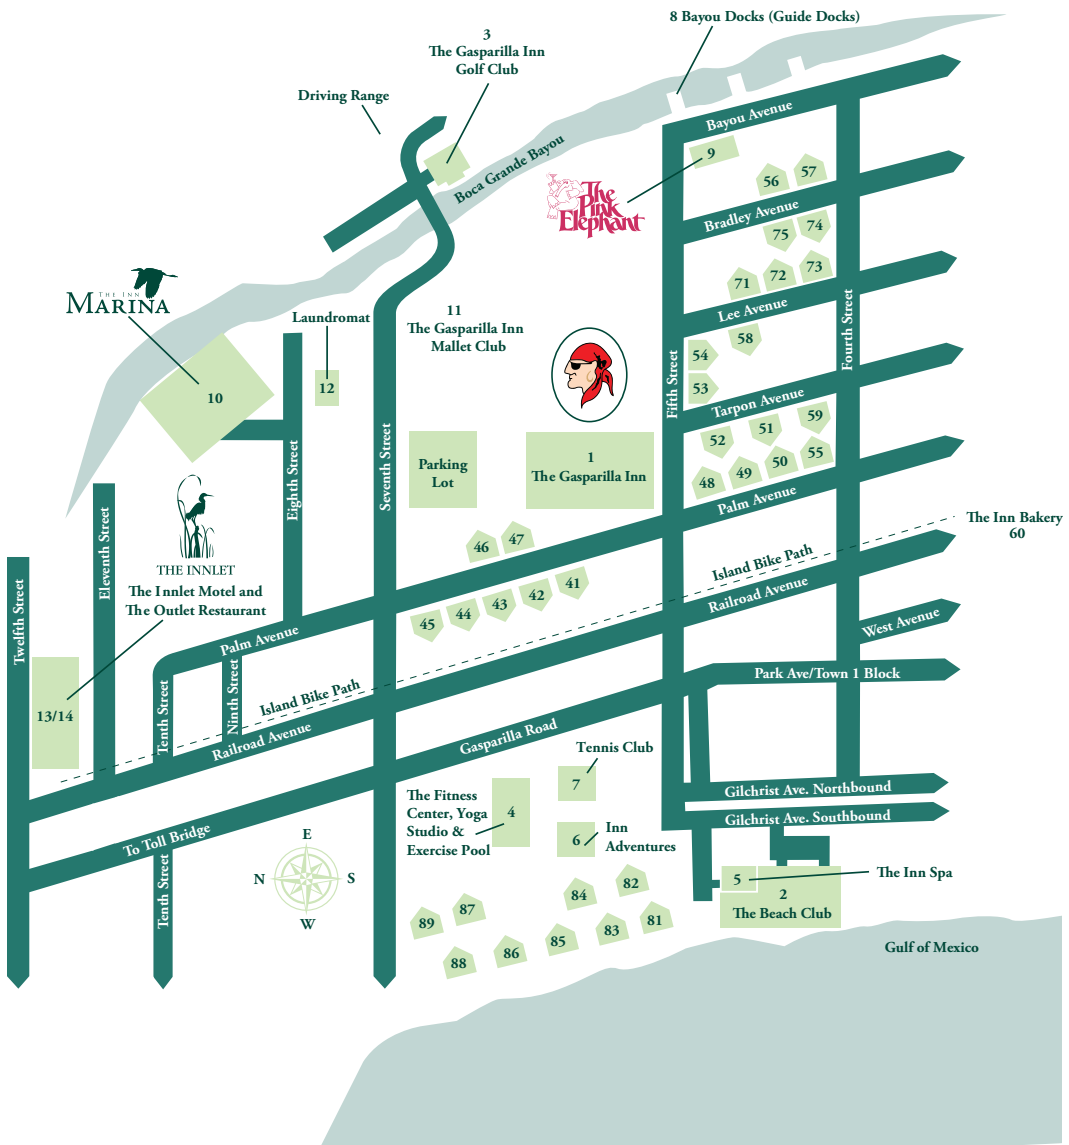 8 Bayou Docks (Guide Docks)
3
The Gasparilla Inn
Golf Club
Driving Range
Bayou Avenue
Boca Grande Bayou
9
56
57
The
Pink
Elephant
Bradley Avenue
75
74
71
72
73
THE INN
MARINA
Laundromat
11
The Gasparilla Inn
Mallet Club
Lee Avenue
Fourth Street
58
54
53
Fifth Street
12
10
Tarpon Avenue
52
51
59
Eighth Street
Seventh Street
Parking
Lot
1
The Gasparilla Inn
48
49
50
55
Palm Avenue
The Inn Bakery
60
Eleventh Street
46
47
Island Bike Path
Railroad Avenue
THE INNLET
The Innlet Motel and
The Outlet Restaurant
Twelfth Street
45
44
43
42
41
West Avenue
Palm Avenue
Park Ave/Town 1 Block
13/14
Tenth Street
Ninth Street
Island Bike Path
Railroad Avenue
Gasparilla Road
Tennis Club
7
Gilchrist Ave. Northbound
Gilchrist Ave. Southbound
The Fitness
Center, Yoga
Studio &
Exercise Pool
4
6
Inn
Adventures
To Toll Bridge
Tenth Street
E
N
S
W
5
The Inn Spa
2
The Beach Club
89
87
84
82
88
86
85
83
81
Gulf of Mexico